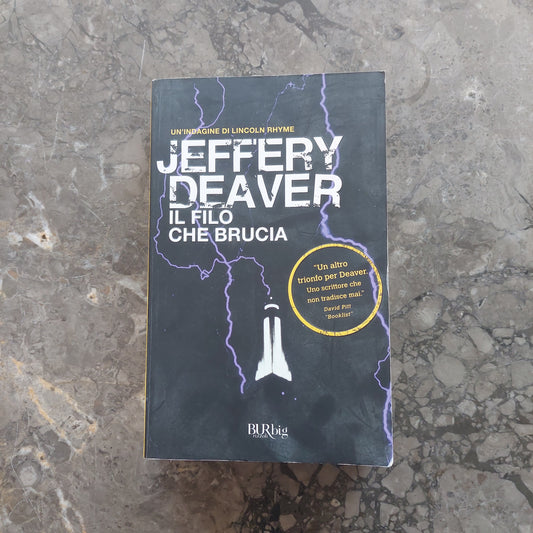 UN'INDAGINE DI LINCOLN RHYME
JEFFERY
DEAVER
IL FILO
CHE BRUCIA
"Un altro
trionfo per Deaver.
Uno scrittore che
non tradisce mai."
David Pitt
"Booklist"
BURbig
rizzoli